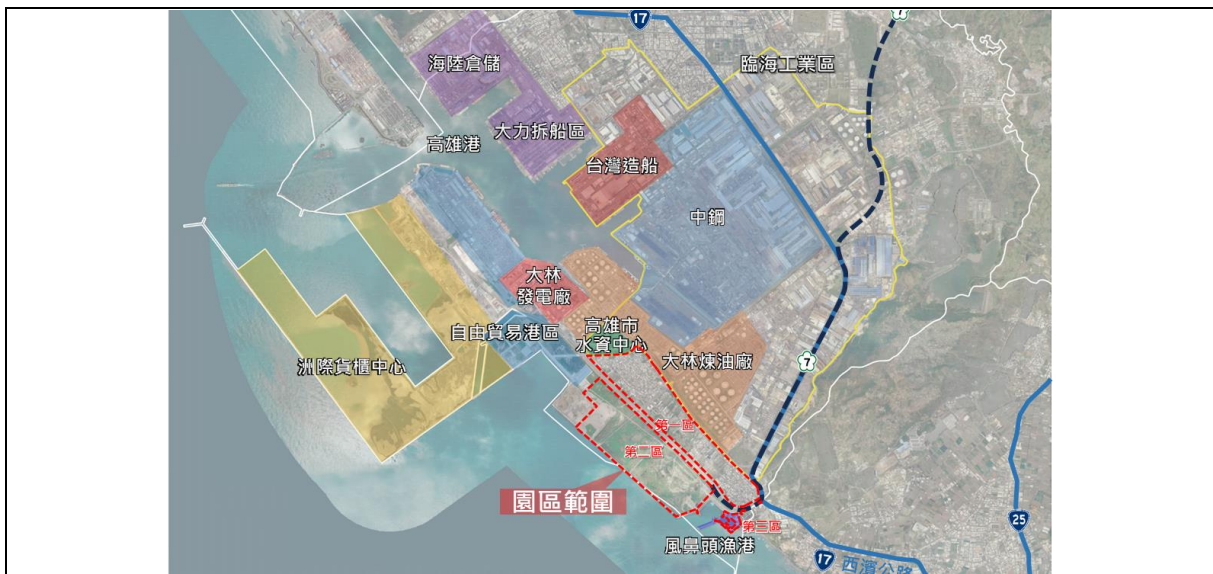 17
7
海陸倉儲
臨海工業區
大力拆船區
高雄港
台灣造船
中鋼
大林
發電廠
自由貿易港區
高雄市
水資中心
洲際貨櫃中心
大林煉油廠
7
第一區
第二區
園區範圍
第三區
25
風鼻頭漁港
17
西濱公路